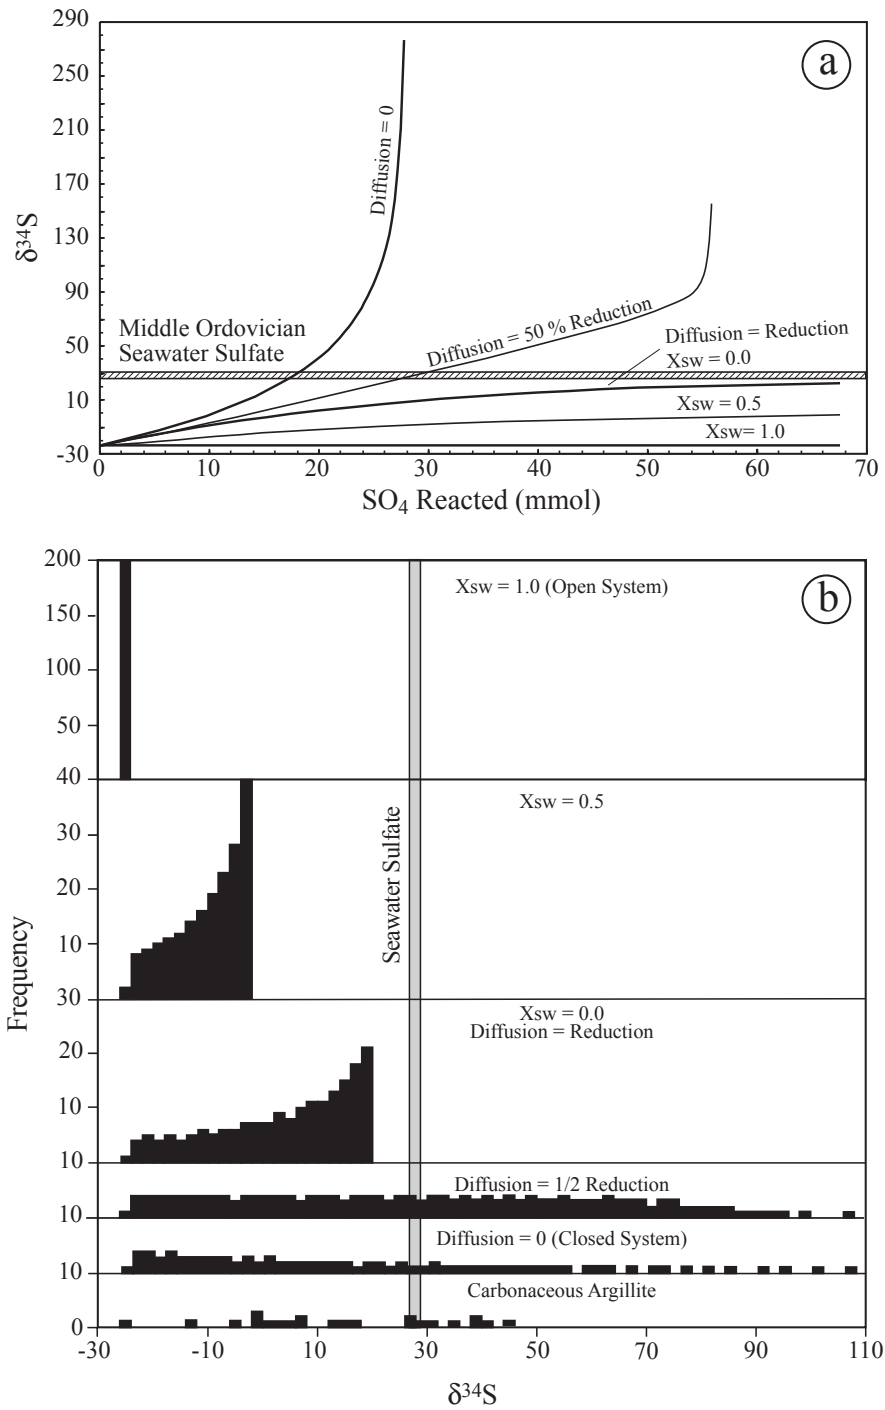 290
250
210
170
130
90
50
10
-30
δ34S
a
Diffusion = 0
Diffusion = 50 % Reduction
Diffusion = Reduction
Xsw = 0.0
Middle Ordovician
Seawater Sulfate
Xsw = 0.5
Xsw= 1.0
0 10 20 30 40 50 60 70
SO4 Reacted (mmol)
b
200
150
100
50
40
30
20
10
30
20
10
10
10
10
0
Frequency
Xsw = 1.0 (Open System)
Xsw = 0.5
Seawater Sulfate
Xsw = 0.0
Diffusion = Reduction
Diffusion = 1/2 Reduction
Diffusion = 0 (Closed System)
Carbonaceous Argillite
-30 -10 10 30 50 70 90 110
δ34S